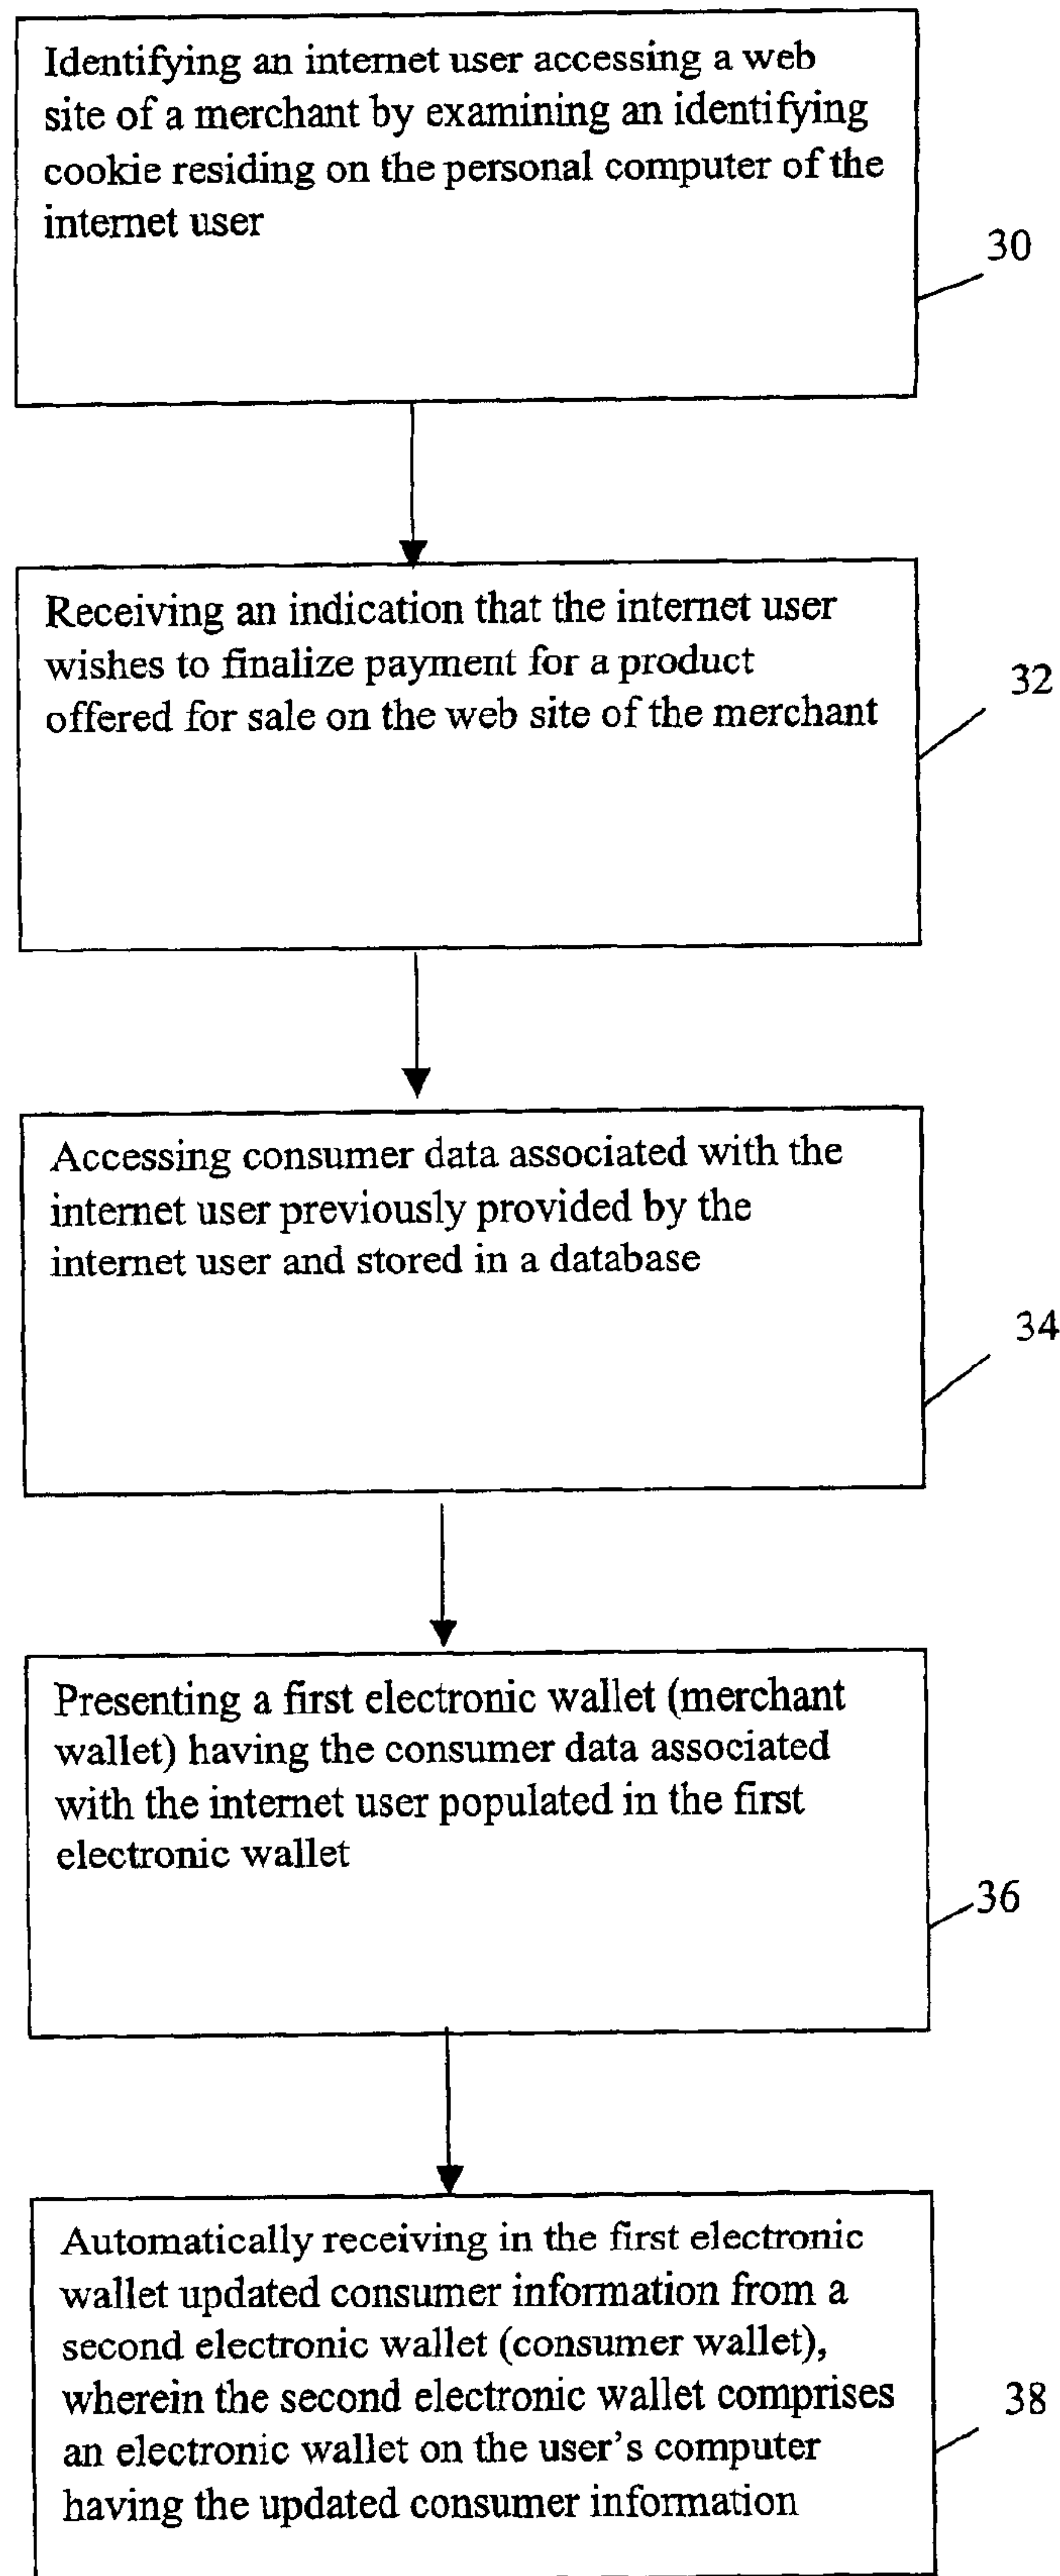 Identifying an internet user accessing a web
site of a merchant by examining an identifying
cookie residing on the personal computer of the
internet user
30
Receiving an indication that the internet user
wishes to finalize payment for a product
offered for sale on the web site of the merchant
32
Accessing consumer data associated with the
internet user previously provided by the
internet user and stored in a database
34
Presenting a first electronic wallet (merchant
wallet) having the consumer data associated
with the internet user populated in the first
electronic wallet
36
Automatically receiving in the first electronic
wallet updated consumer information from a
second electronic wallet (consumer wallet),
wherein the second electronic wallet comprises
an electronic wallet on the user's computer
having the updated consumer information
38